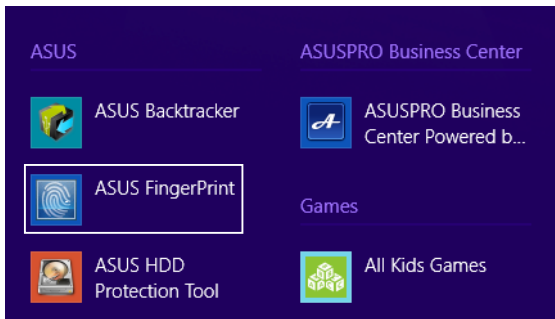 ASUS
ASUS Backtracker
ASUS FingerPrint
ASUS HDD
Protection Tool
ASUSPRO Business Center
ASUSPRO Business
Center Powered b...
Games
All Kids Games